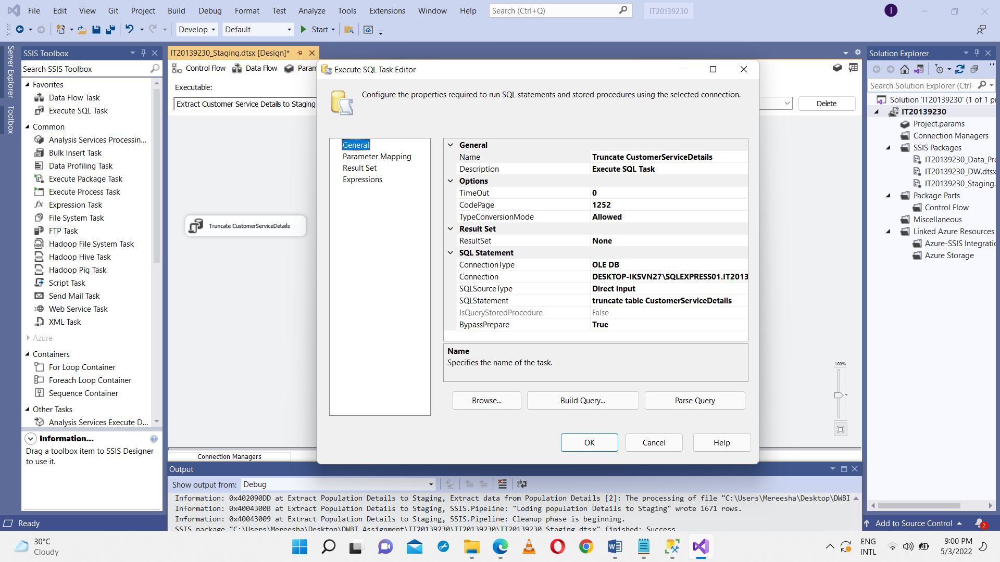 File Edit View Git Project Build Debug Format Test Analyze Tools Extensions Window Help Search (Ctrl+Q) IT20139230 I
Develop Default Start
Server Explorer
Toolbox
SSIS Toolbox
Search SSIS Toolbox
Favorites
Data Flow Task
Execute SQL Task
Common
Analysis Services Processin...
Bulk Insert Task
Data Profiling Task
Execute Package Task
Execute Process Task
Expression Task
File System Task
FTP Task
Hadoop File System Task
Hadoop Hive Task
Hadoop Pig Task
Script Task
Send Mail Task
Web Service Task
XML Task
Azure
Containers
For Loop Container
Foreach Loop Container
Sequence Container
Other Tasks
Analysis Services Execute D...
Information...
Drag a toolbox item to SSIS Designer
to use it.
IT20139230_Staging.dtsx [Design]*
Control Flow Data Flow Param
Executable:
Extract Customer Service Details to Staging
Delete
Truncate CustomerServiceDetails
100%
Connection Managers
Execute SQL Task Editor
Configure the properties required to run SQL statements and stored procedures using the selected connection.
General
Parameter Mapping
Result Set
Expressions
General
Name Truncate CustomerServiceDetails
Description Execute SQL Task
Options
TimeOut 0
CodePage 1252
TypeConversionMode Allowed
Result Set
ResultSet None
SQL Statement
ConnectionType OLE DB
Connection DESKTOP-IKSVN27\SQLEXPRESS01.IT2013
SQLSourceType Direct input
SQLStatement truncate table CustomerServiceDetails
IsQueryStoredProcedure False
BypassPrepare True
Name
Specifies the name of the task.
Browse... Build Query... Parse Query
OK Cancel Help
Output
Show output from: Debug
Information: 0x402090DD at Extract Population Details to Staging, Extract data from Population Details [2]: The processing of file "C:\Users\Mereesha\Desktop\DWBI
Information: 0x4004300B at Extract Population Details to Staging, SSIS.Pipeline: "Loding population Details to Staging" wrote 1671 rows.
Information: 0x40043009 at Extract Population Details to Staging, SSIS.Pipeline: Cleanup phase is beginning.
SSIS package "C:\Users\Mereesha\Desktop\DWBI Assignment\IT20139230\IT20139230\IT20139230_Staging.dtsx" finished: Success.
Solution Explorer
Search Solution Explorer (Ctrl-
Solution 'IT20139230' (1 of 1 p
IT20139230
Project.params
Connection Managers
SSIS Packages
IT20139230_Data_Pro
IT20139230_DW.dtsx
IT20139230_Staging.
Package Parts
Control Flow
Miscellaneous
Linked Azure Resources
Azure-SSIS Integratio
Azure Storage
Ready
Add to Source Control 2
30°C
Cloudy
ENG
INTL
9:00 PM
5/3/2022